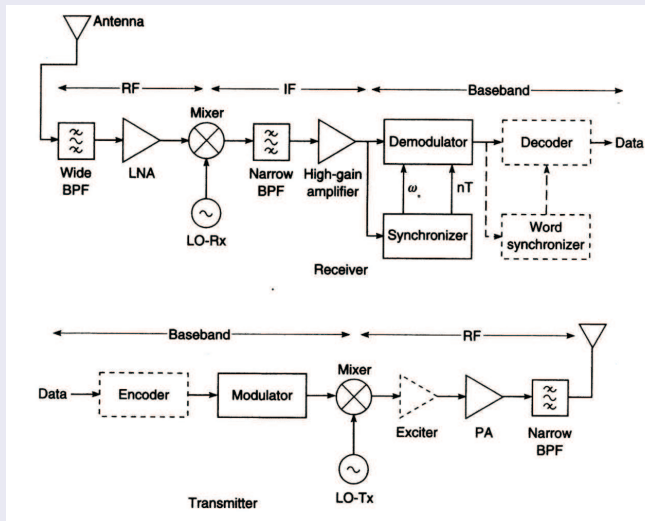 Antenna
RF
IF
Baseband
Mixer
Demodulator
Decoder
Data
Wide
BPF
LNA
Narrow
BPF
High-gain
amplifier
ω
nT
LO-Rx
Synchronizer
Word
synchronizer
Receiver
Baseband
RF
Mixer
Data
Encoder
Modulator
Exciter
PA
Narrow
BPF
LO-Tx
Transmitter